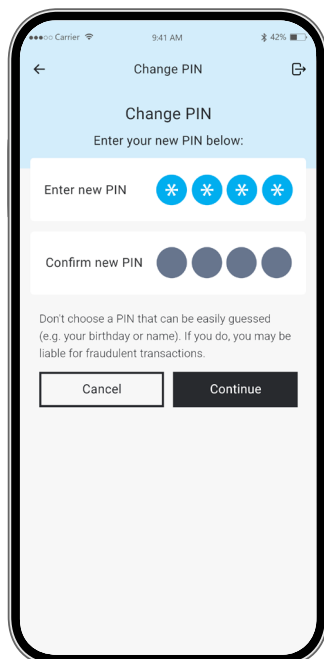 Carrier 9:41 AM 42%
Change PIN
Change PIN
Enter your new PIN below:
Enter new PIN * * * *
Confirm new PIN
Don't choose a PIN that can be easily guessed
(e.g. your birthday or name). If you do, you may be
liable for fraudulent transactions.
Cancel Continue